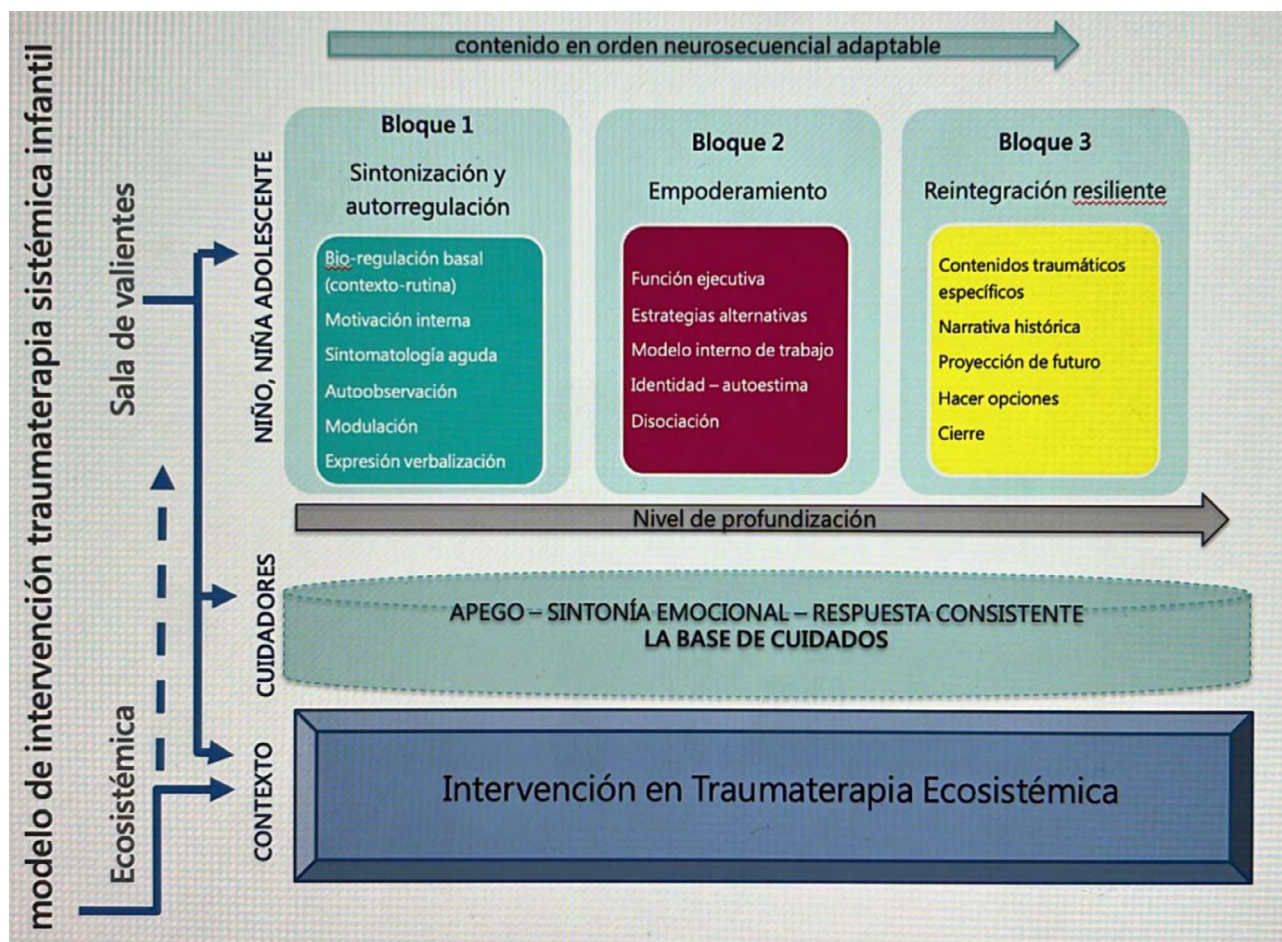 modelo de intervención traumaterapia sistémica infantil
contenido en orden neurosecuencial adaptable
Sala de valientes
Ecosistémica
NIÑO, NIÑA ADOLESCENTE
Bloque 1
Sintonización y
autorregulación
Bio-regulación basal
(contexto-rutina)
Motivación interna
Sintomatología aguda
Autoobservación
Modulación
Expresión verbalización
Bloque 2
Empoderamiento
Función ejecutiva
Estrategias alternativas
Modelo interno de trabajo
Identidad – autoestima
Disociación
Bloque 3
Reintegración resiliente
Contenidos traumáticos
específicos
Narrativa histórica
Proyección de futuro
Hacer opciones
Cierre
Nivel de profundización
CUIDADORES
APEGO – SINTONÍA EMOCIONAL – RESPUESTA CONSISTENTE
LA BASE DE CUIDADOS
CONTEXTO
Intervención en Traumaterapia Ecosistémica